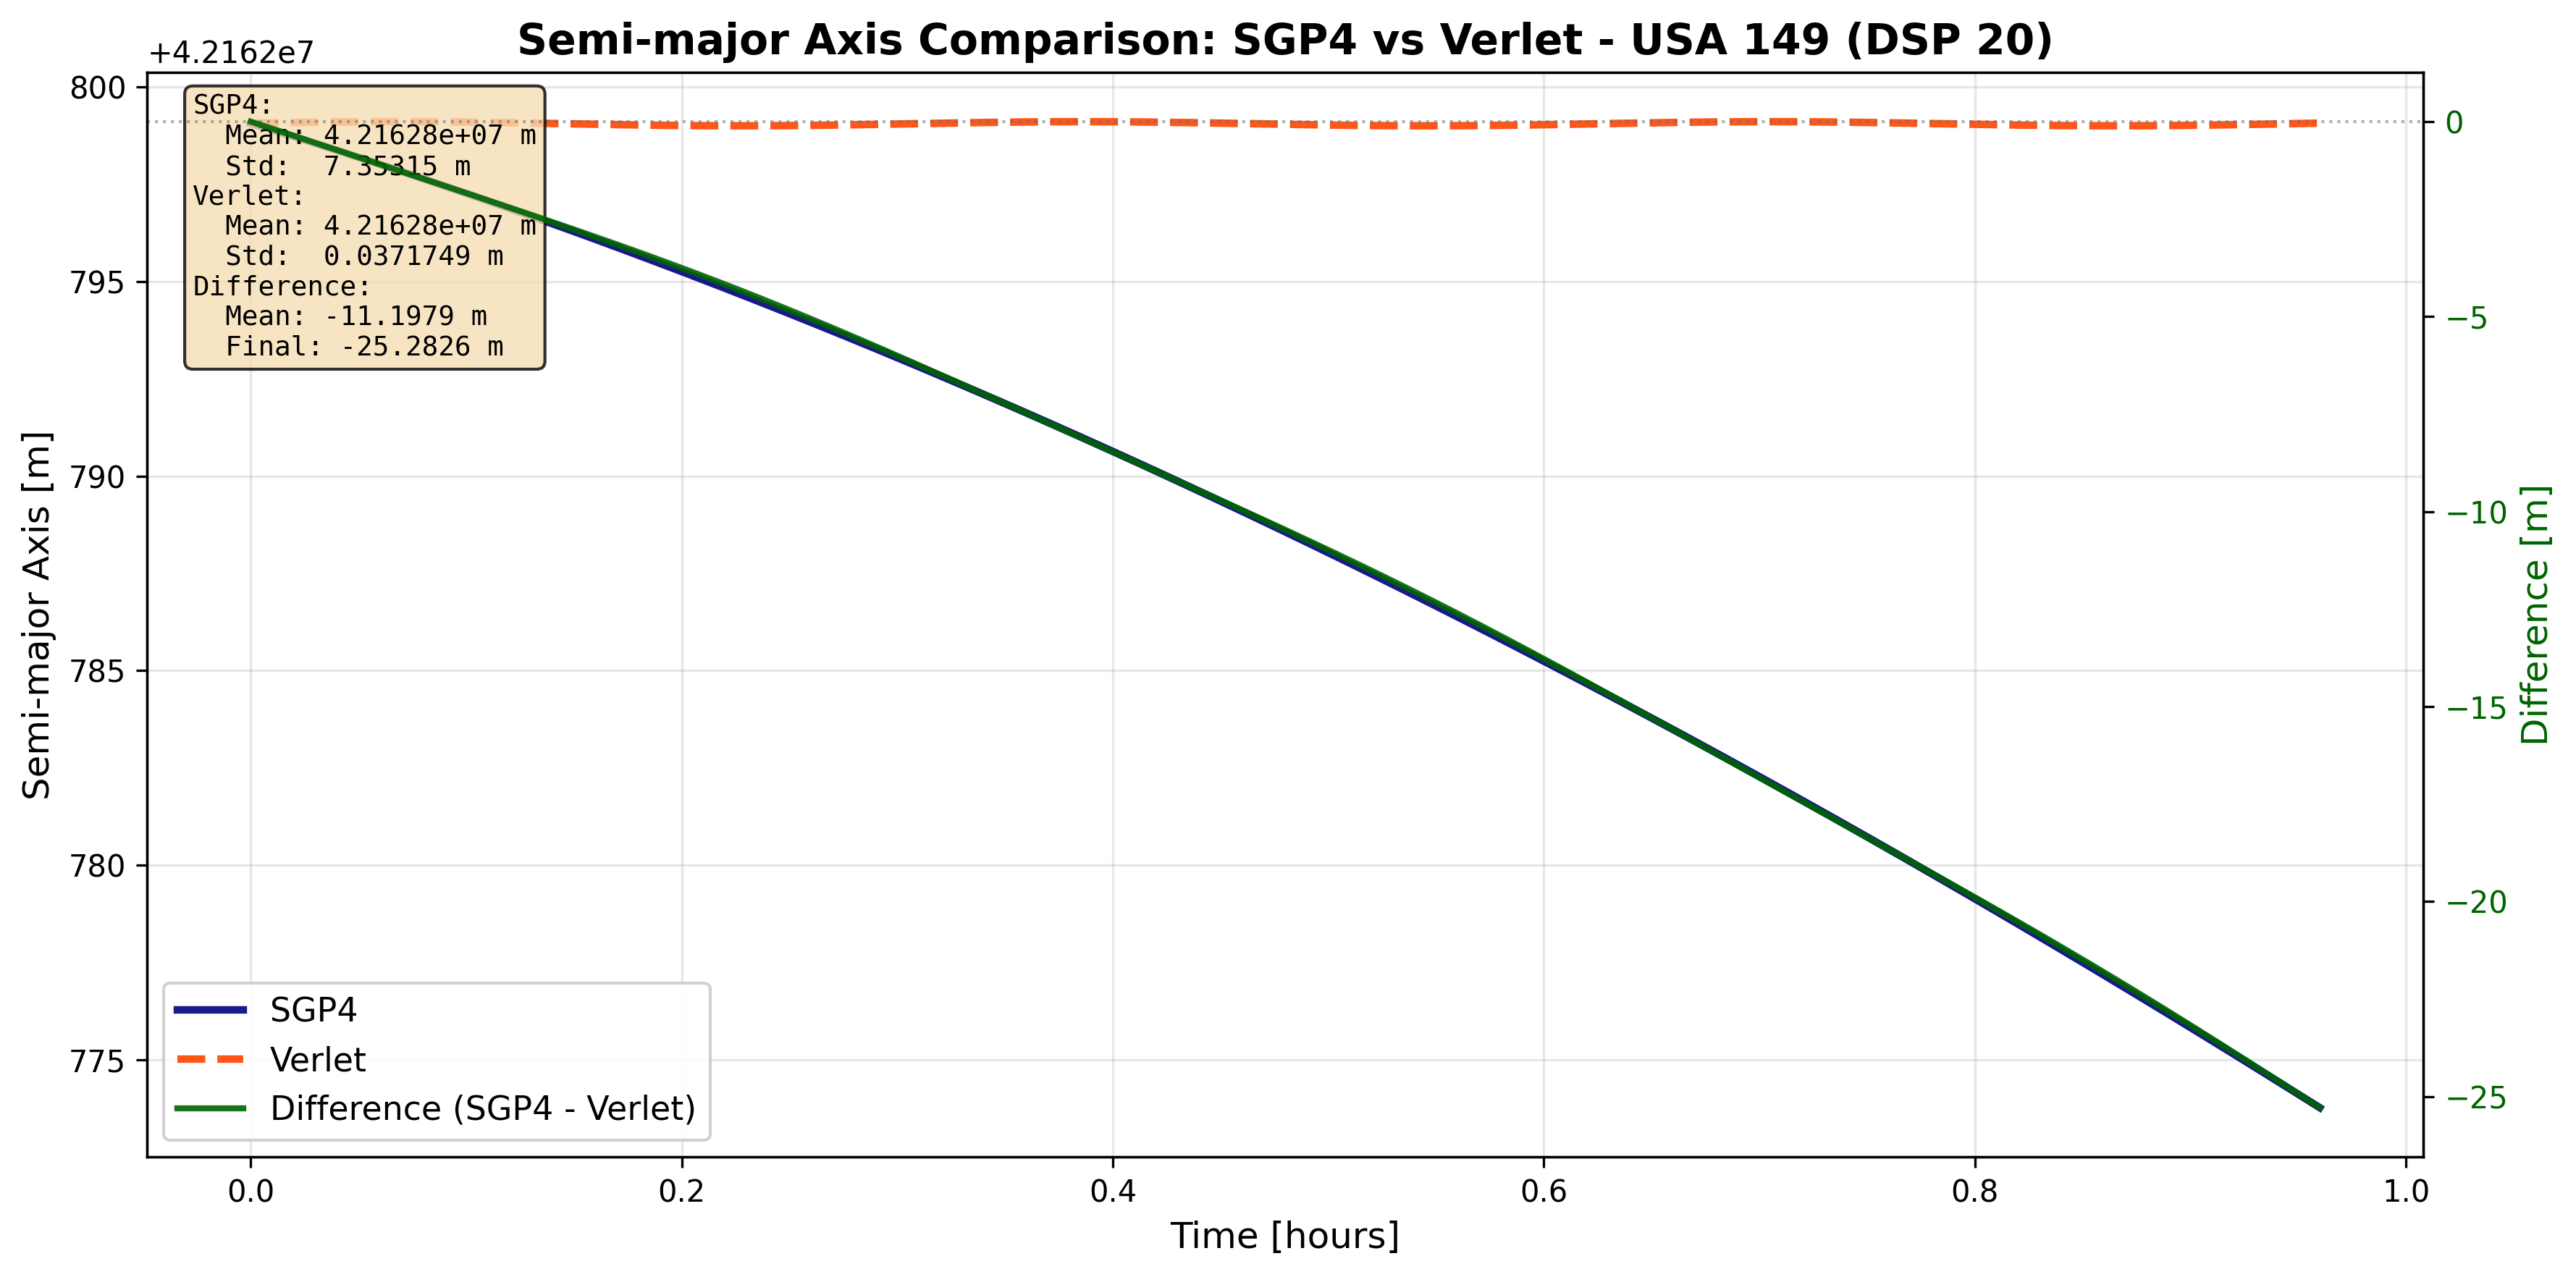 Semi-major Axis Comparison: SGP4 vs Verlet - USA 149 (DSP 20)
+4.2162e7
800
795
790
785
780
775
Semi-major Axis [m]
SGP4:
Mean: 4.21628e+07 m
Std: 7.35315 m
Verlet:
Mean: 4.21628e+07 m
Std: 0.0371749 m
Difference:
Mean: -11.1979 m
Final: -25.2826 m
0
−5
−10
−15
−20
−25
Difference [m]
SGP4
Verlet
Difference (SGP4 - Verlet)
0.0
0.2
0.4
0.6
0.8
1.0
Time [hours]